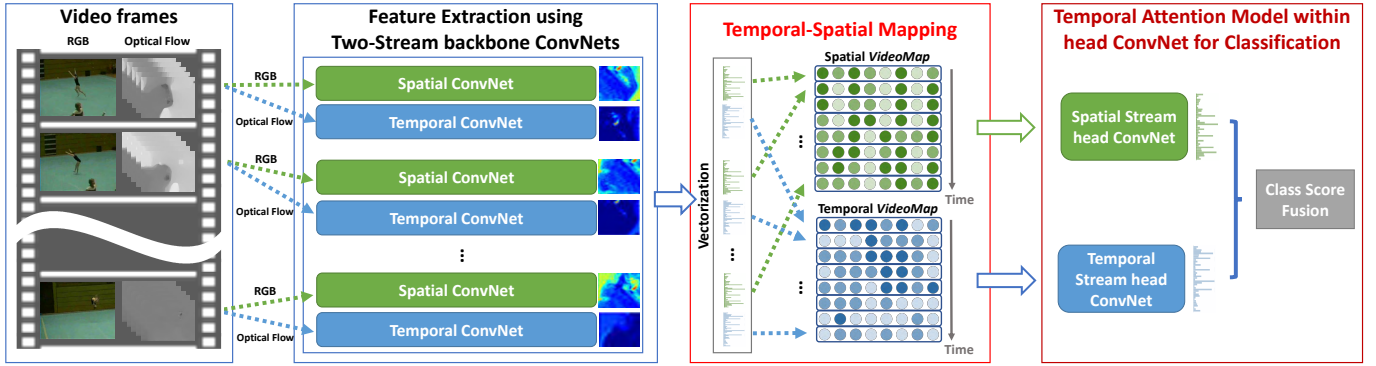 Video frames
RGB
Optical Flow
Feature Extraction using
Two-Stream backbone ConvNets
RGB
Spatial ConvNet
Optical Flow
Temporal ConvNet
RGB
Spatial ConvNet
Optical Flow
Temporal ConvNet
...
RGB
Spatial ConvNet
Optical Flow
Temporal ConvNet
Temporal-Spatial Mapping
Vectorization
...
Spatial VideoMap
...
Time
Temporal VideoMap
...
Time
Temporal Attention Model within
head ConvNet for Classification
Spatial Stream
head ConvNet
Temporal
Stream head
ConvNet
Class Score
Fusion